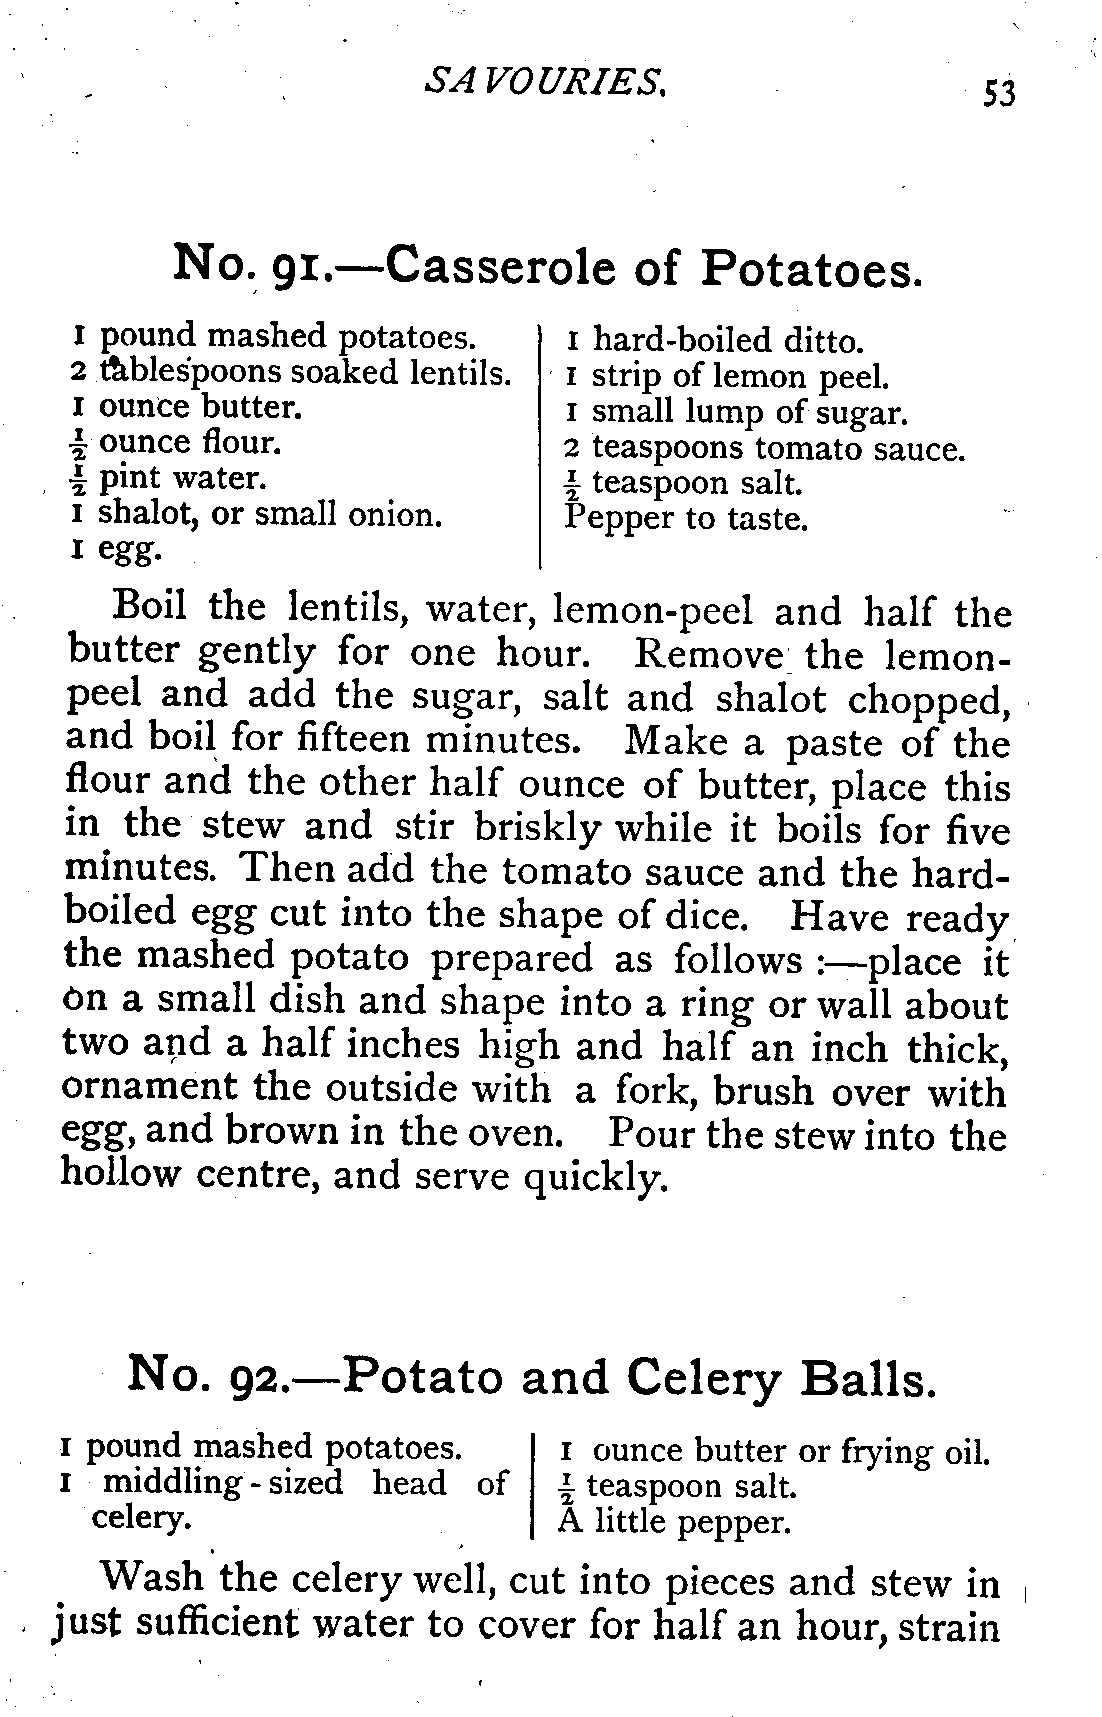 SAVOURIES.
53
No. 91.—Casserole of Potatoes.
1 pound mashed potatoes.
2 tablespoons soaked lentils.
1 ounce butter.
½ ounce flour.
½ pint water.
1 shalot, or small onion.
1 egg.
1 hard-boiled ditto.
1 strip of lemon peel.
1 small lump of sugar.
2 teaspoons tomato sauce.
½ teaspoon salt.
Pepper to taste.
Boil the lentils, water, lemon-peel and half the
butter gently for one hour. Remove the lemon-
peel and add the sugar, salt and shalot chopped,
and boil for fifteen minutes. Make a paste of the
flour and the other half ounce of butter, place this
in the stew and stir briskly while it boils for five
minutes. Then add the tomato sauce and the hard-
boiled egg cut into the shape of dice. Have ready
the mashed potato prepared as follows :—place it
on a small dish and shape into a ring or wall about
two and a half inches high and half an inch thick,
ornament the outside with a fork, brush over with
egg, and brown in the oven. Pour the stew into the
hollow centre, and serve quickly.
No. 92.—Potato and Celery Balls.
1 pound mashed potatoes.
1 middling-sized head of
celery.
1 ounce butter or frying oil.
½ teaspoon salt.
A little pepper.
Wash the celery well, cut into pieces and stew in
just sufficient water to cover for half an hour, strain